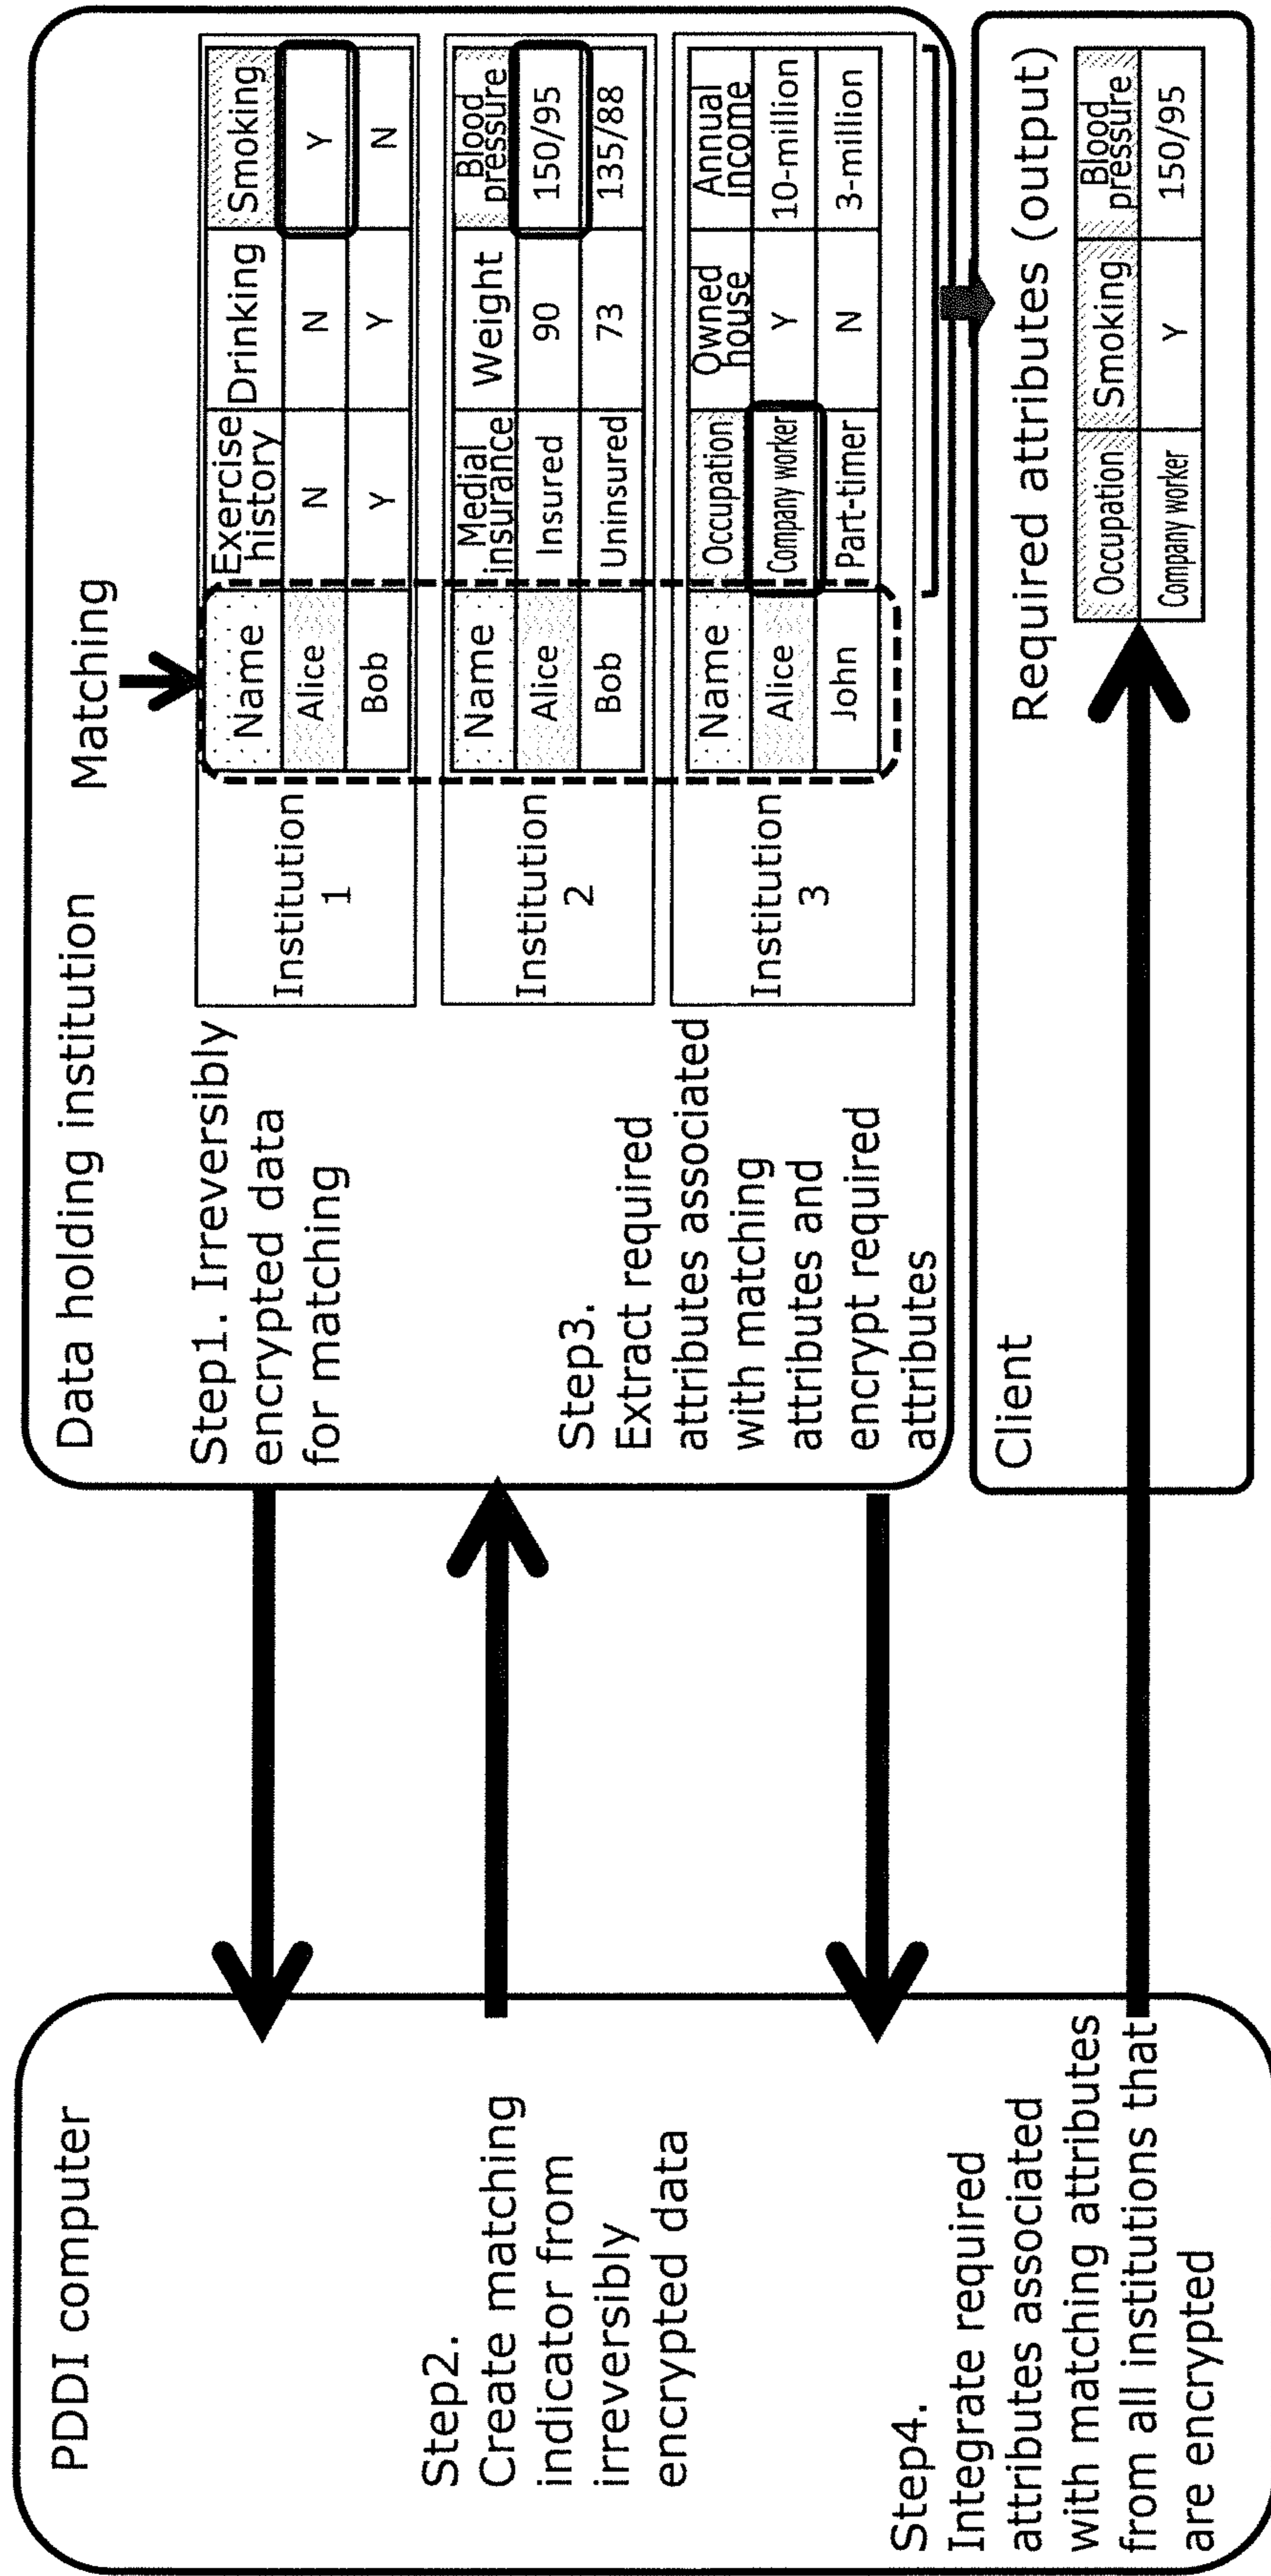 PDDI computer
Step2.
Create matching
indicator from
irreversibly
encrypted data
Step4.
Integrate required
attributes associated
with matching attributes
from all institutions that
are encrypted
Data holding institution
Matching
Step1. Irreversibly
encrypted data
for matching
Step3.
Extract required
attributes associated
with matching
attributes and
encrypt required
attributes
Institution
1
Name Exercise history Drinking Smoking
Alice N N Y
Bob Y Y N
Institution
2
Name Medial insurance Weight Blood pressure
Alice Insured 90 150/95
Bob Uninsured 73 135/88
Institution
3
Name Occupation Owned house Annual income
Alice Company worker Y 10-million
John Part-timer N 3-million
Client
Required attributes (output)
Occupation Smoking Blood pressure
Company worker Y 150/95